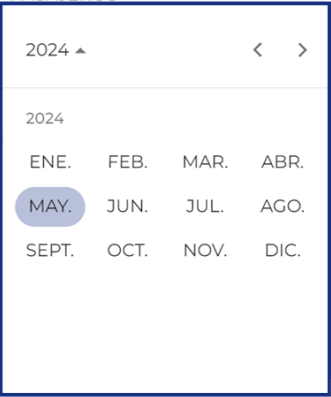 2024
2024
ENE. FEB. MAR. ABR.
MAY. JUN. JUL. AGO.
SEPT. OCT. NOV. DIC.